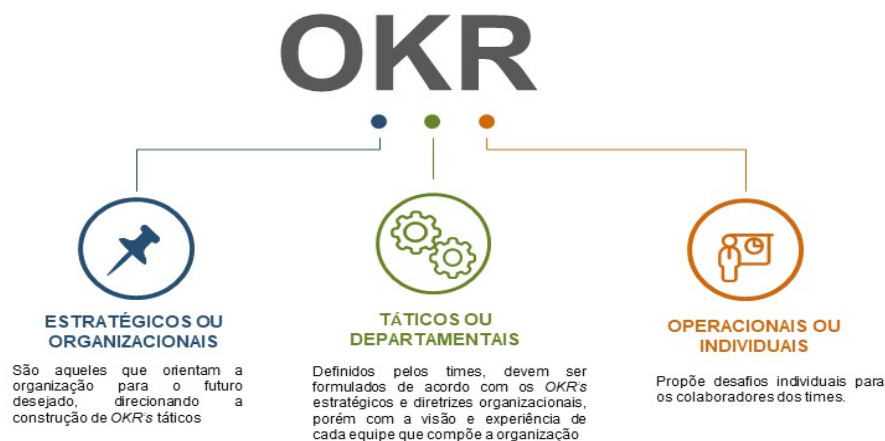 OKR
ESTRATÉGICOS OU
ORGANIZACIONAIS
São aqueles que orientam a
organização para o futuro
desejado, direcionando a
construção de OKR's táticos
TÁTICOS OU
DEPARTAMENTAIS
Definidos pelos times, devem ser
formulados de acordo com os OKR's
estratégicos e diretrizes organizacionais,
porém com a visão e experiência de
cada equipe que compõe a organização
OPERACIONAIS OU
INDIVIDUAIS
Propõe desafios individuais para
os colaboradores dos times.